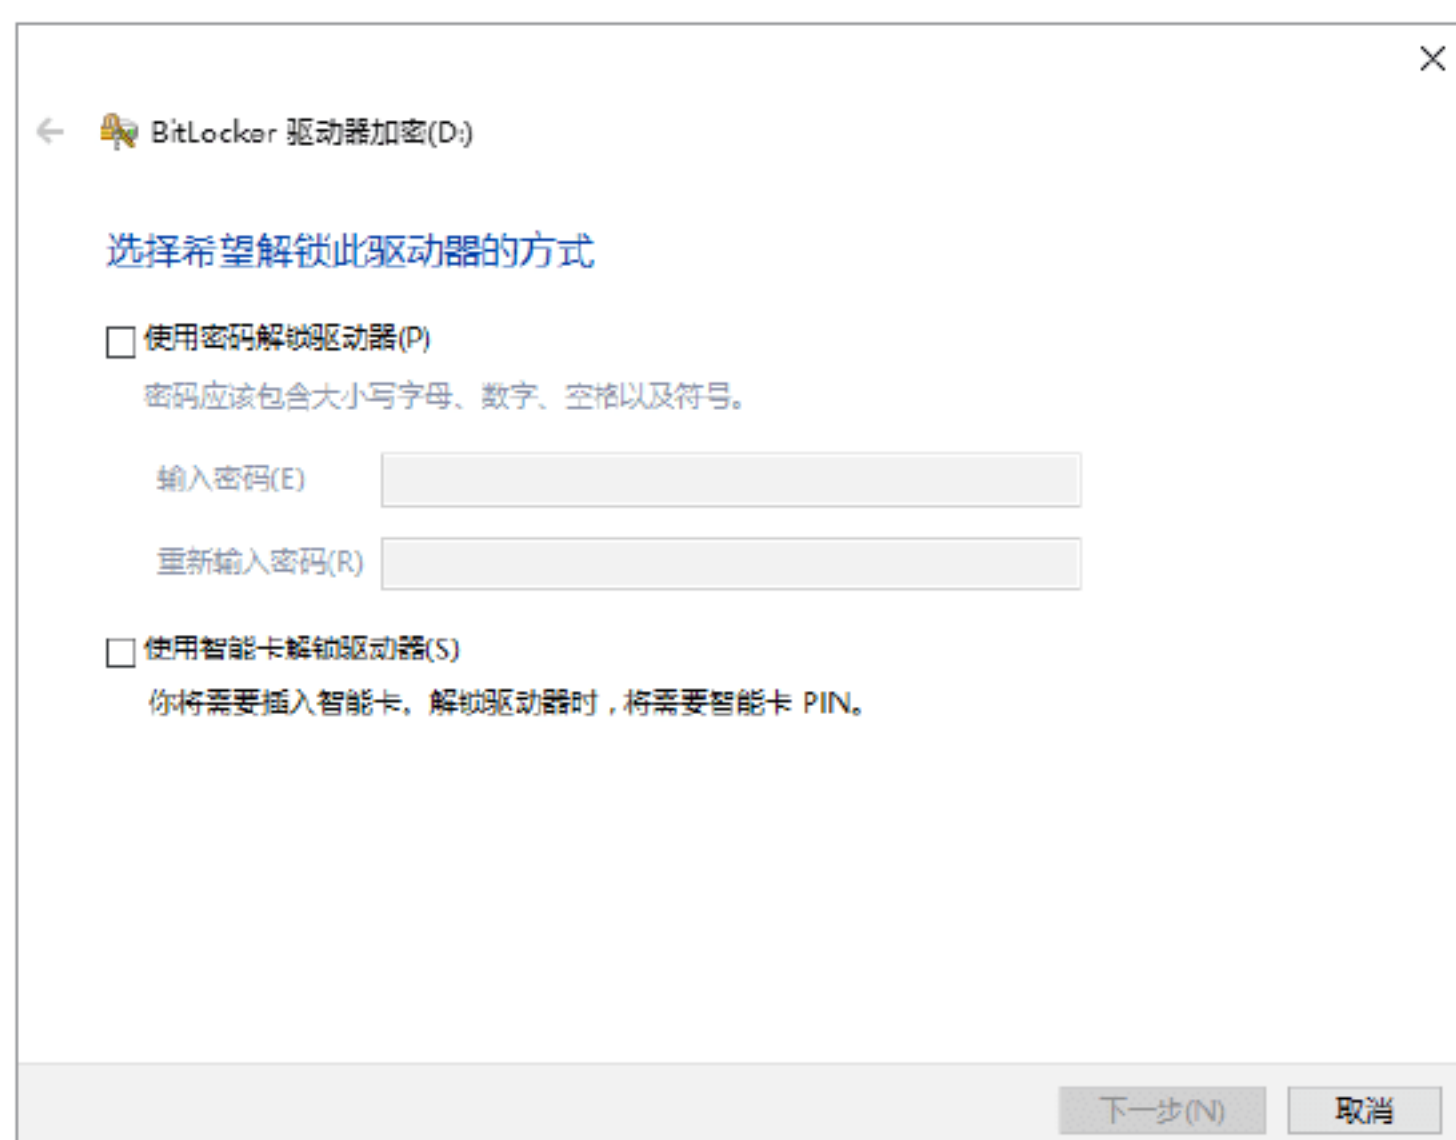 BitLocker 驱动器加密(D:)
选择希望解锁此驱动器的方式
使用密码解锁驱动器(P)
密码应该包含大小写字母、数字、空格以及符号。
输入密码(E)
重新输入密码(R)
使用智能卡解锁驱动器(S)
你将需要插入智能卡。解锁驱动器时，将需要智能卡 PIN。
下一步(N) 取消